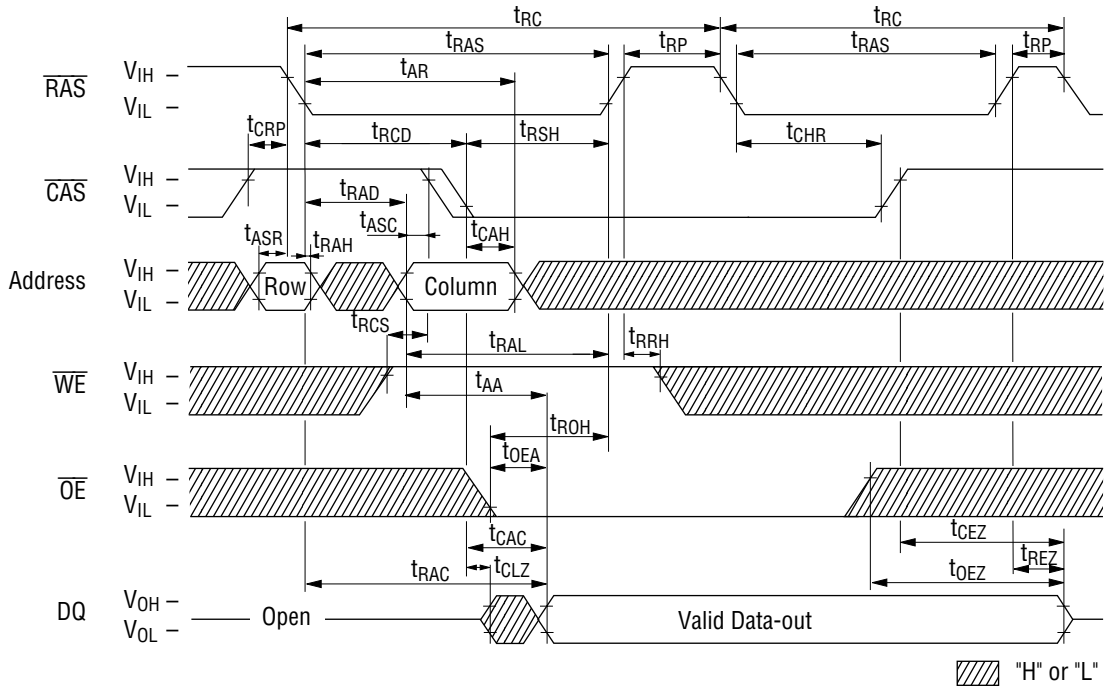 tRC tRC
tRAS tRP tRAS tRP
tAR
RAS VIH –
VIL –
tCRP tRCD tRSH tCHR
CAS VIH –
VIL –
tRAD
tASC tCAH
tASR tRAH
Address VIH –
VIL –
Row Column
tRCS
tRAL tRRH
WE VIH –
VIL –
tAA
tROH
tOEA
OE VIH –
VIL –
tCAC tCEZ
tRAC tCLZ tREZ
tOEZ
DQ VOH –
VOL –
Open Valid Data-out
"H" or "L"